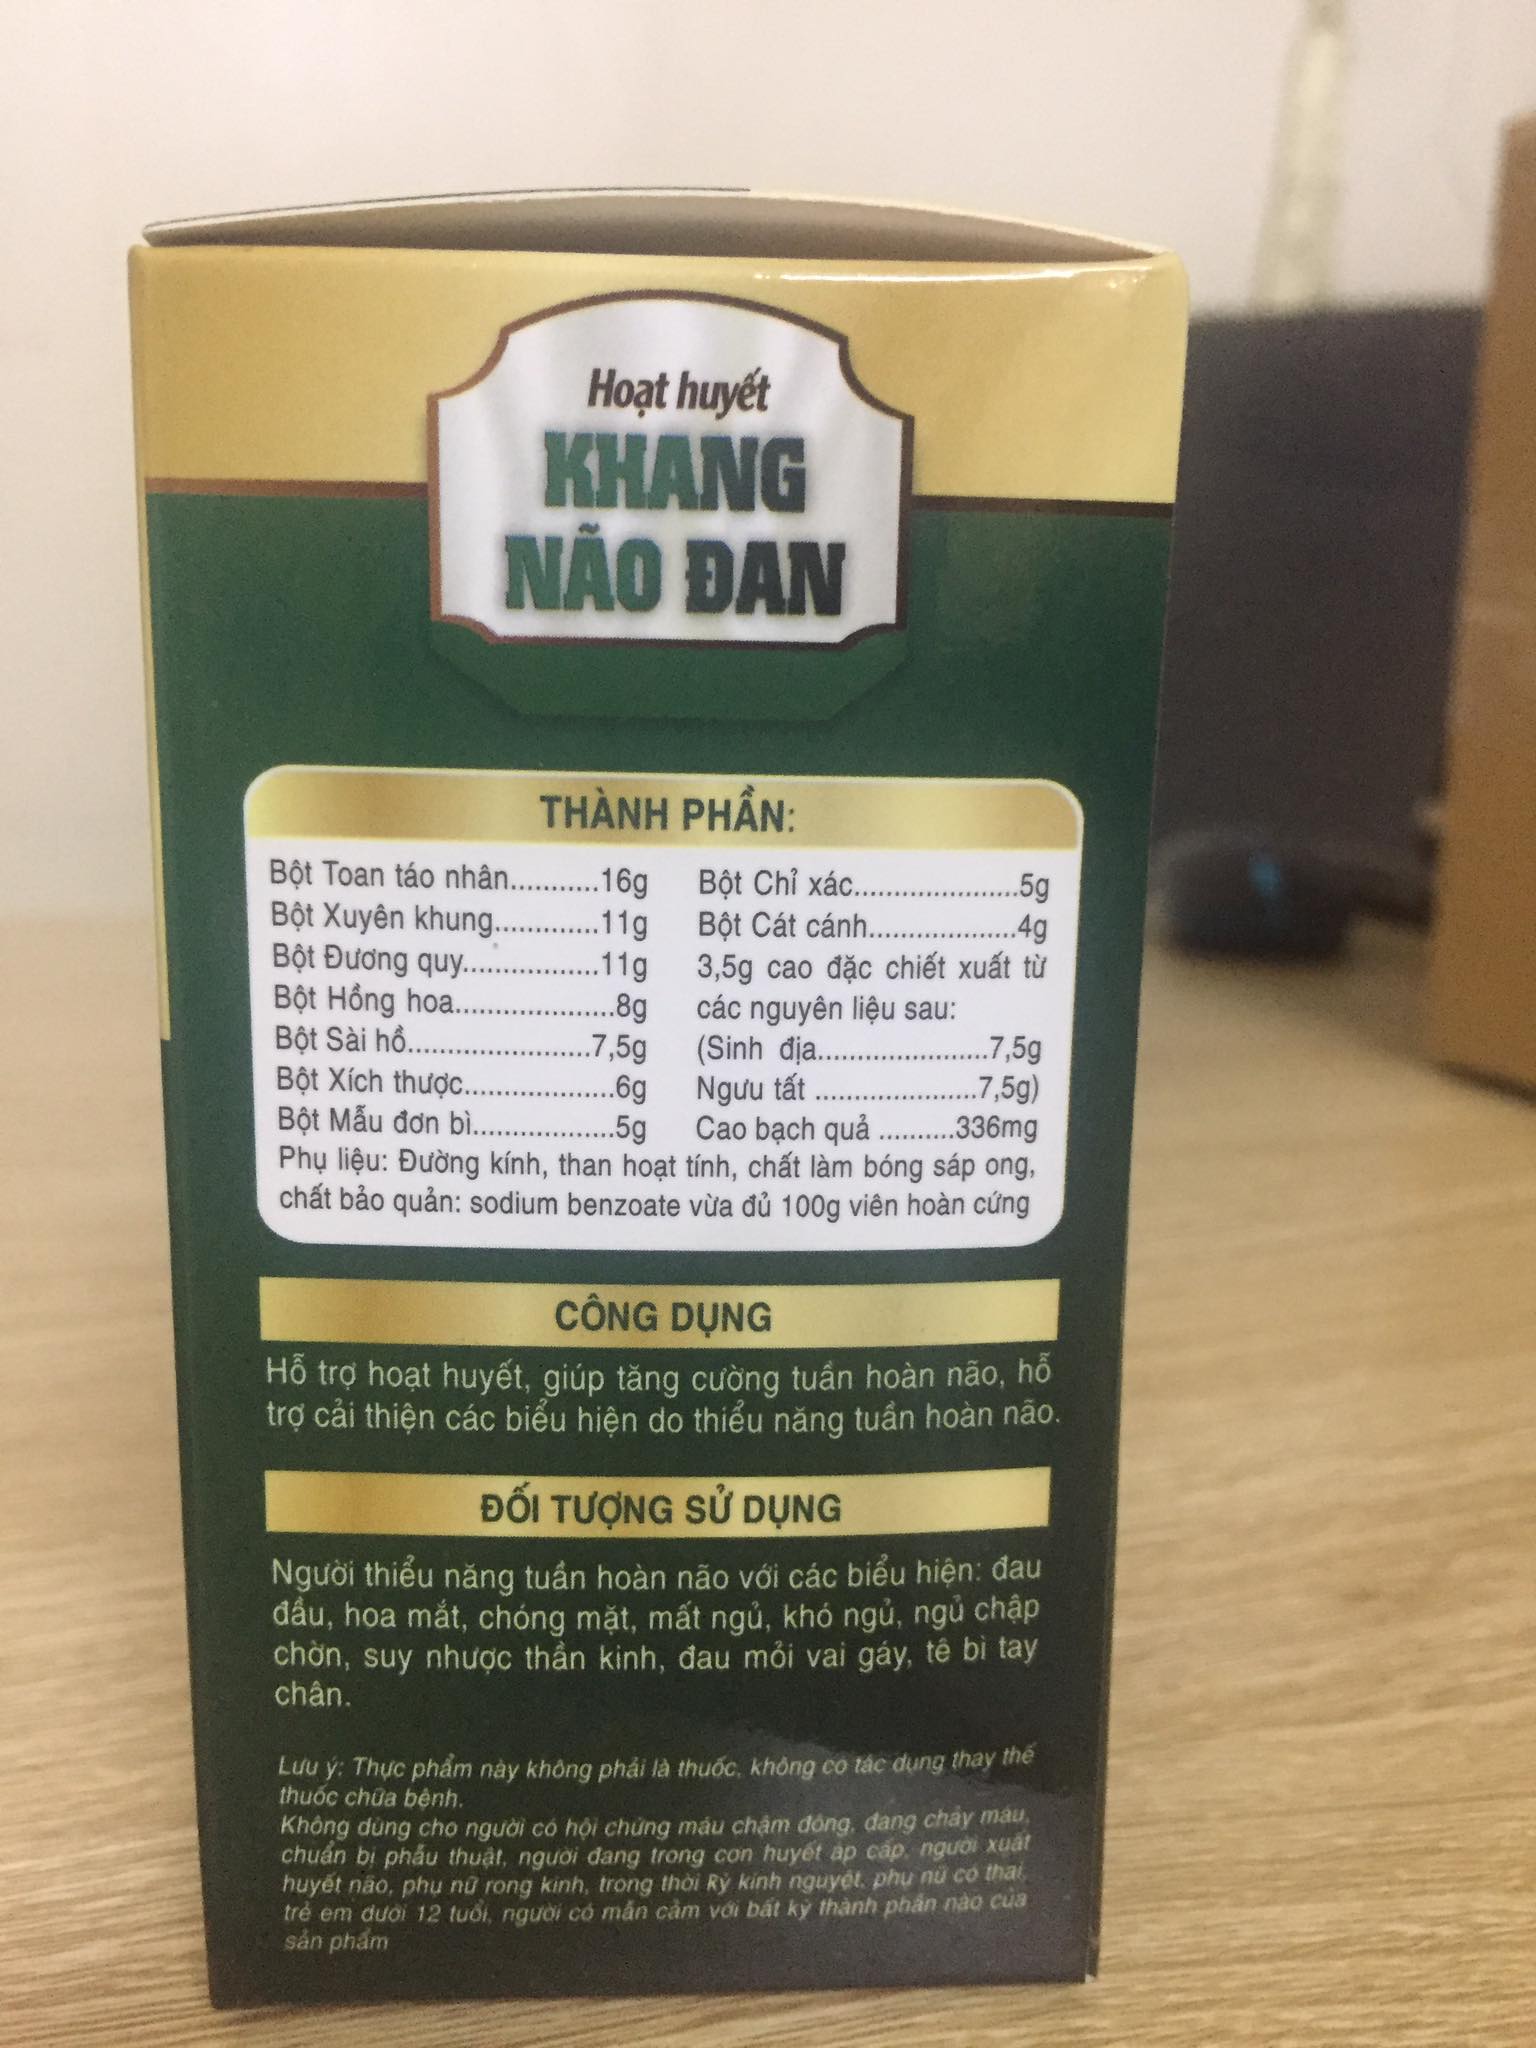 Hoạt huyết
KHANG
NÃO ĐAN
THÀNH PHẦN:
Bột Toan táo nhân...........16g
Bột Xuyên khung.............11g
Bột Đương quy.................11g
Bột Hồng hoa....................8g
Bột Sài hồ.......................7,5g
Bột Xích thược..................6g
Bột Mẫu đơn bì..................5g
Bột Chỉ xác.....................5g
Bột Cát cánh...................4g
3,5g cao đặc chiết xuất từ
các nguyên liệu sau:
(Sinh địa......................7,5g
Ngưu tất .....................7,5g)
Cao bạch quả ..........336mg
Phụ liệu: Đường kính, than hoạt tính, chất làm bóng sáp ong,
chất bảo quản: sodium benzoate vừa đủ 100g viên hoàn cứng
CÔNG DỤNG
Hỗ trợ hoạt huyết, giúp tăng cường tuần hoàn não, hỗ
trợ cải thiện các biểu hiện do thiểu năng tuần hoàn não.
ĐỐI TƯỢNG SỬ DỤNG
Người thiểu năng tuần hoàn não với các biểu hiện: đau
đầu, hoa mắt, chóng mặt, mất ngủ, khó ngủ, ngủ chập
chờn, suy nhược thần kinh, đau mỏi vai gáy, tê bì tay
chân.
Lưu ý: Thực phẩm này không phải là thuốc, không có tác dụng thay thế
thuốc chữa bệnh.
Không dùng cho người có hội chứng máu chậm đông, đang chảy máu,
chuẩn bị phẫu thuật, người đang trong cơn huyết áp cấp, người xuất
huyết não, phụ nữ rong kinh, trong thời kỳ kinh nguyệt, phụ nữ có thai,
trẻ em dưới 12 tuổi, người có mẫn cảm với bất kỳ thành phần nào của
sản phẩm